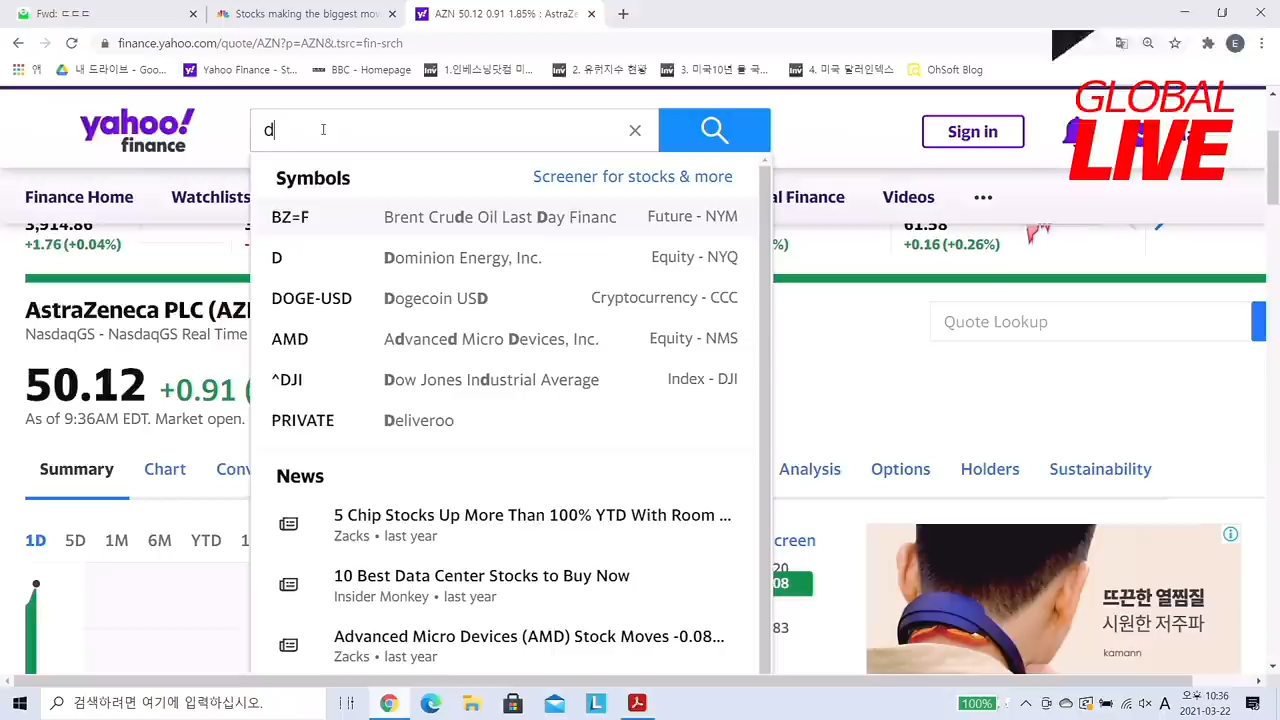 Fwd: ㄷㄷㄷ
Stocks making the biggest mov
AZN 50.12 0.91 1.85% : AstraZe
finance.yahoo.com/quote/AZN?p=AZN&.tsrc=fin-srch
E
앱
내 드라이브 - Goo...
Yahoo Finance - St...
BBC - Homepage
1.인베스닝닷컴 미...
2. 유퀴지수 현황
3. 미국10년 물 국...
4. 미국 달러인덱스
OhSoft Blog
GLOBAL
LIVE
yahoo!
finance
d
Sign in
Finance Home
Watchlists
al Finance
Videos
•••
Symbols
Screener for stocks & more
BZ=F Brent Crude Oil Last Day Financ Future - NYM
D Dominion Energy, Inc. Equity - NYQ
DOGE-USD Dogecoin USD Cryptocurrency - CCC
AMD Advanced Micro Devices, Inc. Equity - NMS
^DJI Dow Jones Industrial Average Index - DJI
PRIVATE Deliveroo
News
5 Chip Stocks Up More Than 100% YTD With Room ...
Zacks • last year
10 Best Data Center Stocks to Buy Now
Insider Monkey • last year
Advanced Micro Devices (AMD) Stock Moves -0.08...
Zacks • last year
3,914.86
+1.76 (+0.04%)
%)
61.58
+0.16 (+0.26%)
AstraZeneca PLC (AZ
NasdaqGS - NasdaqGS Real Time
Quote Lookup
50.12 +0.91 (
As of 9:36AM EDT. Market open.
Summary
Chart
Conv
Analysis
Options
Holders
Sustainability
1D 5D 1M 6M YTD 1
creen
20
08
83
뜨끈한 열찜질
시원한 저주파
kamann
검색하려면 여기에 입력하십시오.
100%
A
오후 10:36
2021-03-22